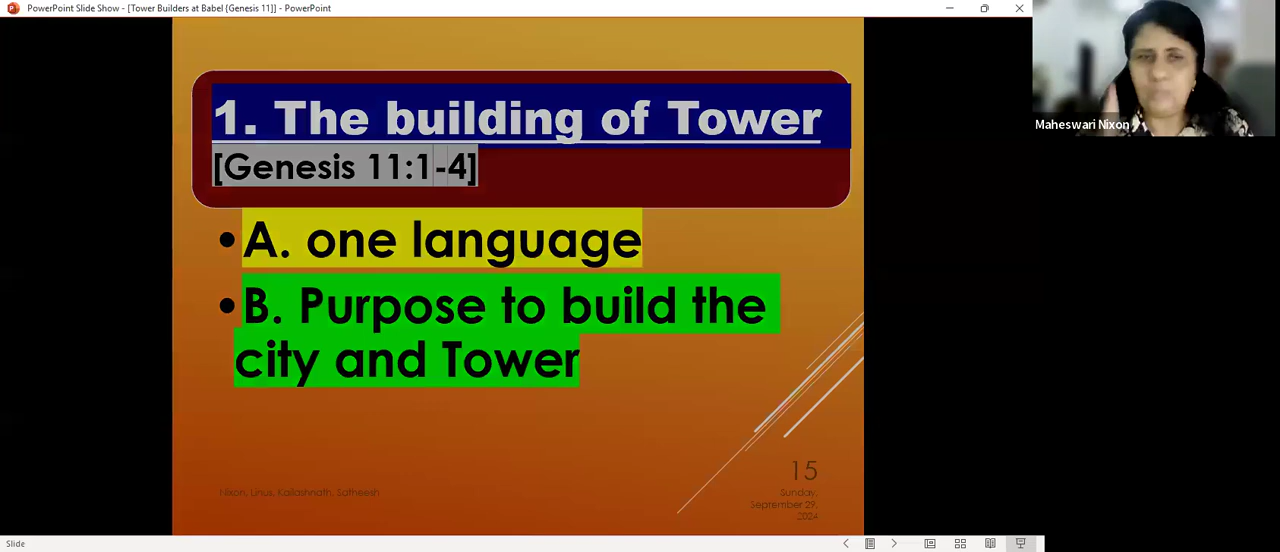 PowerPoint Slide Show - [Tower Builders at Babel {Genesis 11}] - PowerPoint
Maheswari Nixon
1. The building of Tower
[Genesis 11:1-4]
•A. one language
•B. Purpose to build the
city and Tower
15
Sunday,
September 29,
2024
Nixon, Linus, Kailashnath, Satheesh
Slide